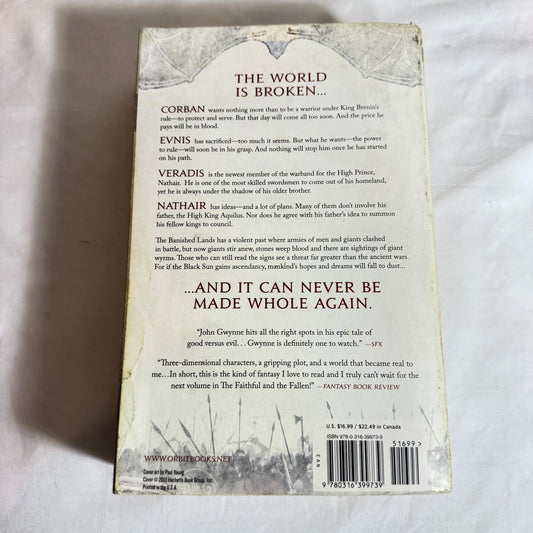 THE WORLD
IS BROKEN...
CORBAN wants nothing more than to be a warrior under King Brenin's
rule—to protect and serve. But that day will come all too soon. And the price he
pays will be in blood.
EVNIS has sacrificed—too much it seems. But what he wants—the power
to rule—will soon be in his grasp. And nothing will stop him once he has started
on his path.
VERADIS is the newest member of the warband for the High Prince,
Nathair. He is one of the most skilled swordsmen to come out of his homeland,
yet he is always under the shadow of his older brother.
NATHAIR has ideas—and a lot of plans. Many of them don't involve his
father, the High King Aquilus. Nor does he agree with his father's idea to summon
his fellow kings to council.
The Banished Lands has a violent past where armies of men and giants clashed
in battle, but now giants stir anew, stones weep blood and there are sightings of giant
wyrms. Those who can still read the signs see a threat far greater than the ancient wars.
For if the Black Sun gains ascendancy, mankind's hopes and dreams will fall to dust...
...AND IT CAN NEVER BE
MADE WHOLE AGAIN.
"John Gwynne hits all the right spots in his epic tale of
good versus evil... Gwynne is definitely one to watch." —SFX
"Three-dimensional characters, a gripping plot, and a world that became real to
me...In short, this is the kind of fantasy I love to read and I truly can't wait for the
next volume in The Faithful and the Fallen!" —FANTASY BOOK REVIEW
U.S. $16.99 / $22.49 in Canada
ISBN 978-0-316-39973-9
51699>
EAN
9 780316 399739
WWW.ORBITBOOKS.NET
Cover art by Paul Young
Cover © 2013 Hachette Book Group, Inc.
Printed in the U.S.A.